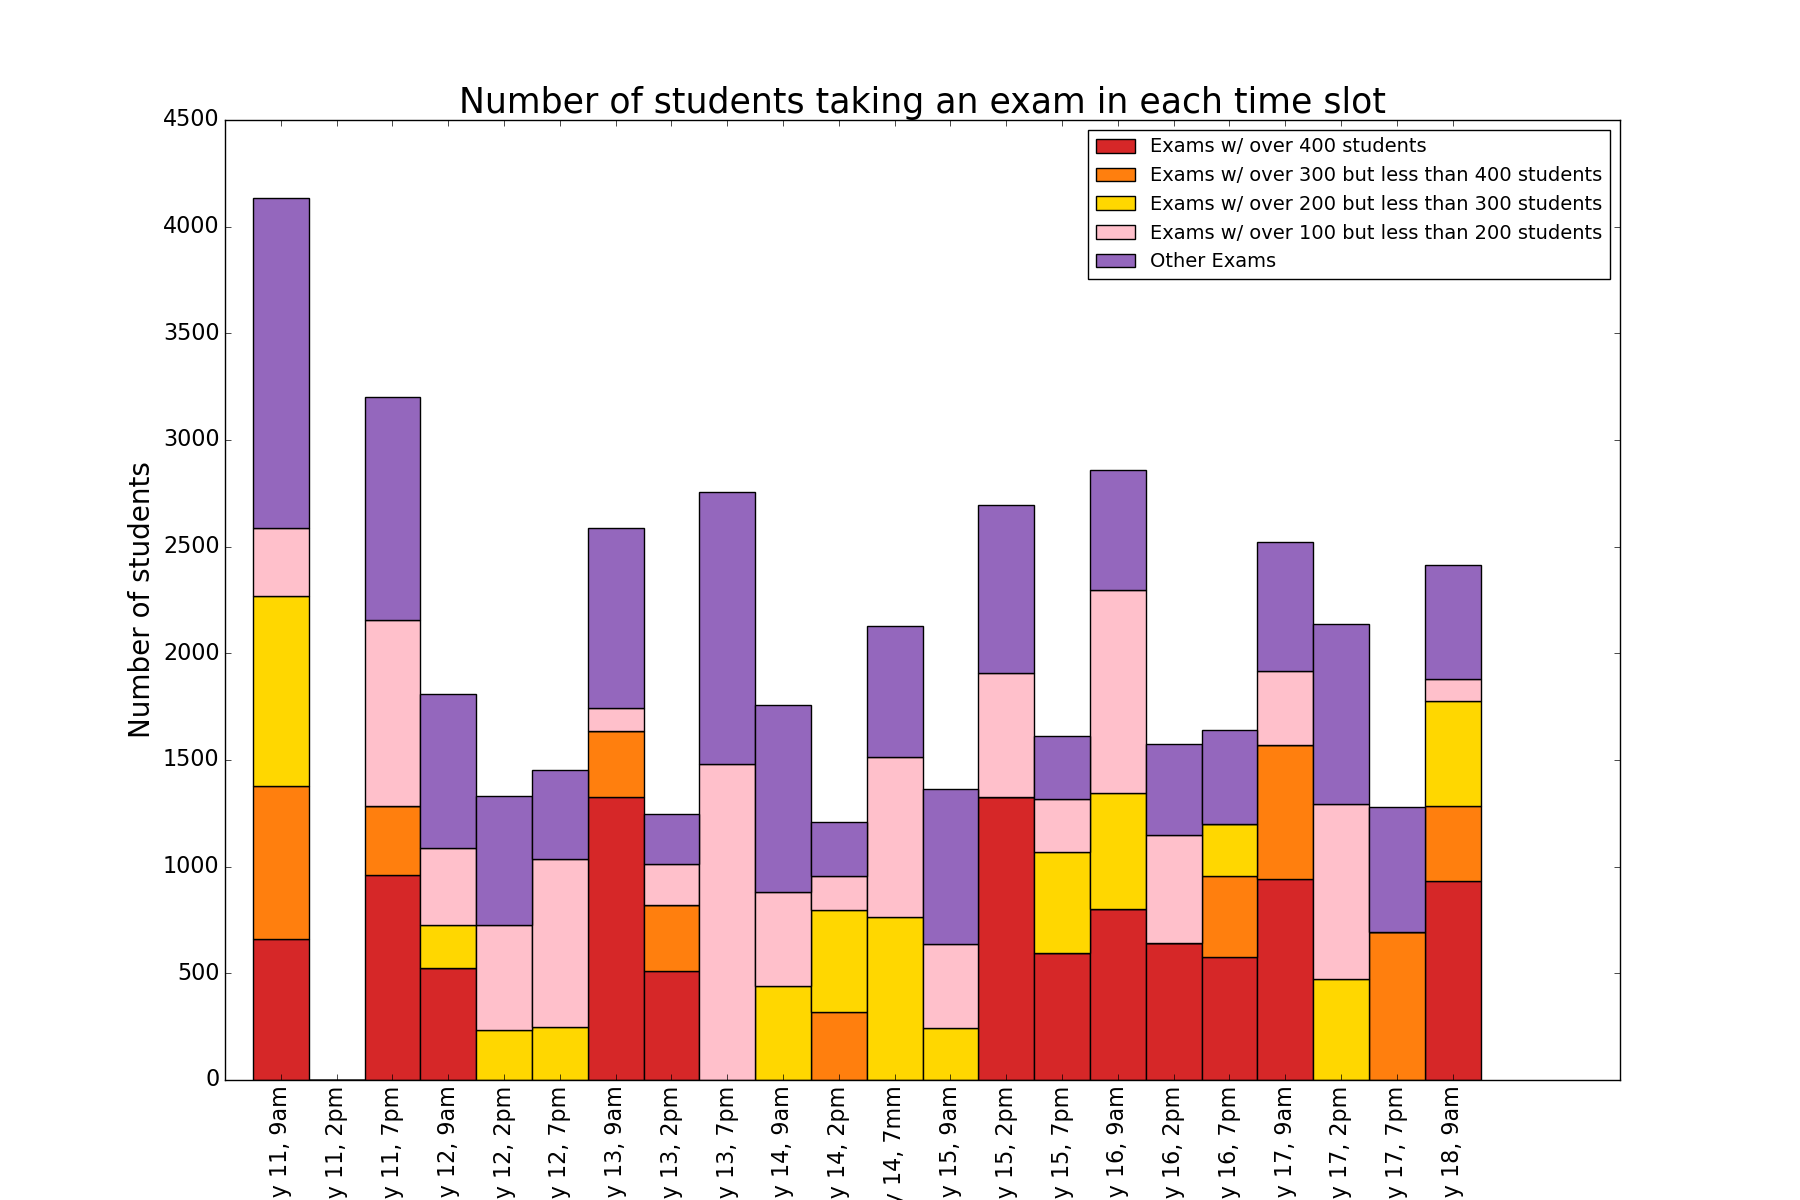 Number of students taking an exam in each time slot
Exams w/ over 400 students
Exams w/ over 300 but less than 400 students
Exams w/ over 200 but less than 300 students
Exams w/ over 100 but less than 200 students
Other Exams
Number of students
4500
4000
3500
3000
2500
2000
1500
1000
500
0
y 11, 9am
y 11, 2pm
y 11, 7pm
y 12, 9am
y 12, 2pm
y 12, 7pm
y 13, 9am
y 13, 2pm
y 13, 7pm
y 14, 9am
y 14, 2pm
y 14, 7mm
y 15, 9am
y 15, 2pm
y 15, 7pm
y 16, 9am
y 16, 2pm
y 16, 7pm
y 17, 9am
y 17, 2pm
y 17, 7pm
y 18, 9am